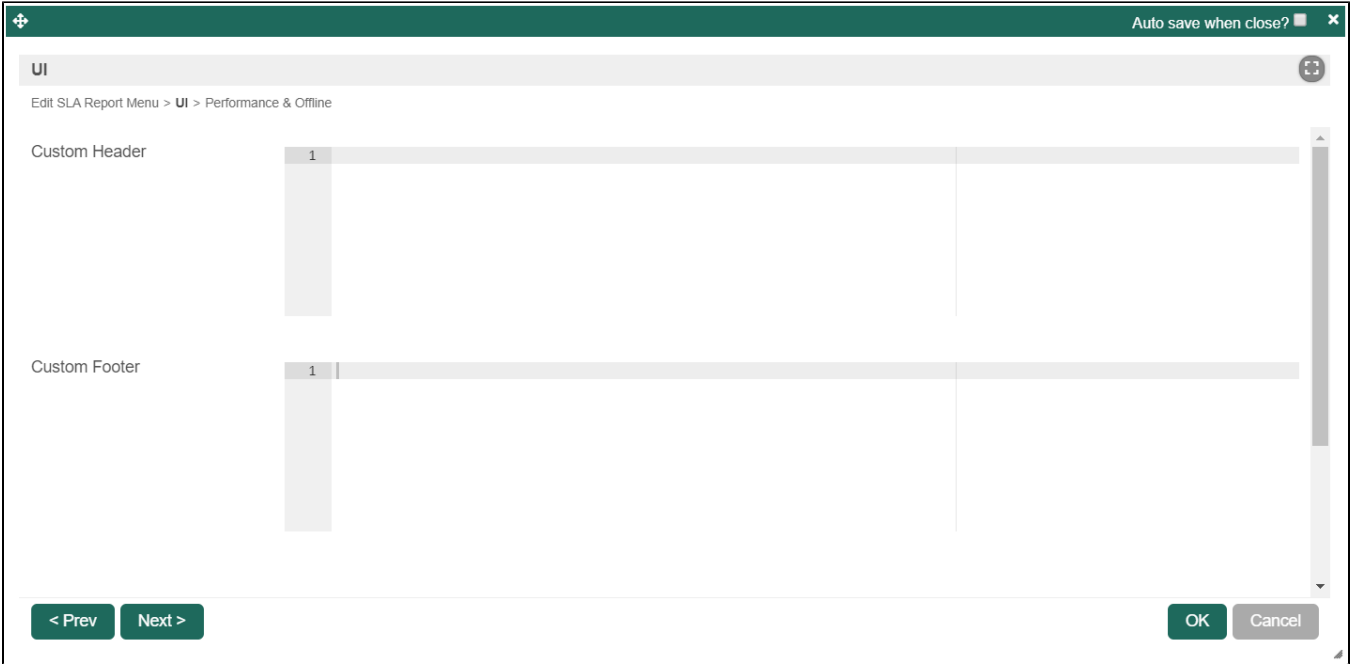 Auto save when close?
UI
Edit SLA Report Menu > UI > Performance & Offline
Custom Header
1
Custom Footer
1
< Prev
Next >
OK
Cancel